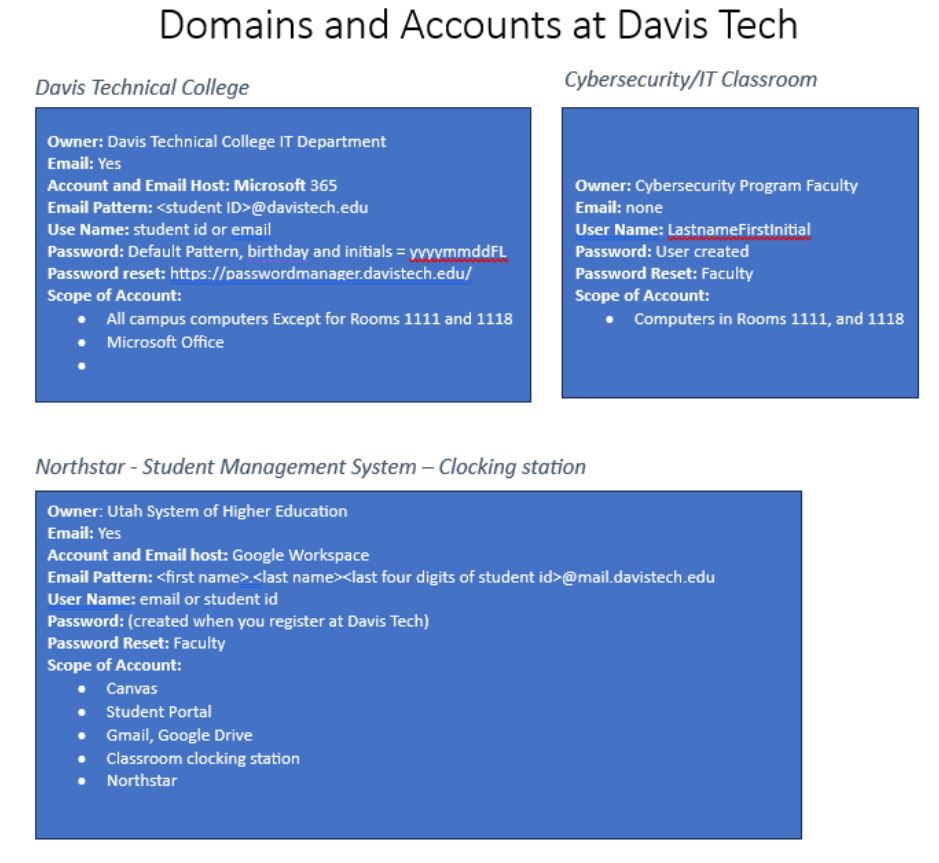 Domains and Accounts at Davis Tech
Davis Technical College
Owner: Davis Technical College IT Department
Email: Yes
Account and Email Host: Microsoft 365
Email Pattern: <student ID>@davistech.edu
Use Name: student id or email
Password: Default Pattern, birthday and initials = yyyymmddFL
Password reset: https://passwordmanager.davistech.edu/
Scope of Account:
• All campus computers Except for Rooms 1111 and 1118
• Microsoft Office
•
Cybersecurity/IT Classroom
Owner: Cybersecurity Program Faculty
Email: none
User Name: LastnameFirstInitial
Password: User created
Password Reset: Faculty
Scope of Account:
• Computers in Rooms 1111, and 1118
Northstar - Student Management System – Clocking station
Owner: Utah System of Higher Education
Email: Yes
Account and Email host: Google Workspace
Email Pattern: <first name>.<last name><last four digits of student id>@mail.davistech.edu
User Name: email or student id
Password: (created when you register at Davis Tech)
Password Reset: Faculty
Scope of Account:
• Canvas
• Student Portal
• Gmail, Google Drive
• Classroom clocking station
• Northstar